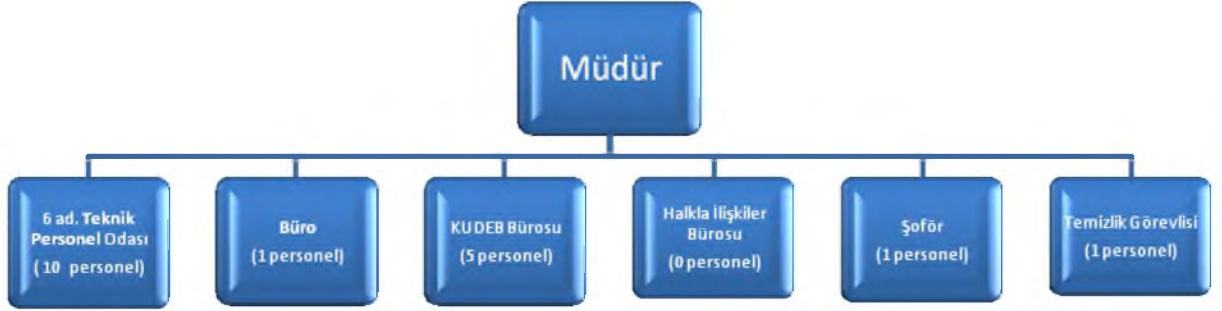 Müdür
6 ad. Teknik
Personel Odası
( 10 personel)
Büro
(1 personel)
KUDEB Bürosu
(5 personel)
Halkla İlişkiler
Bürosu
(0 personel)
Şoför
(1 personel)
Temizlik Görevlisi
(1 personel)